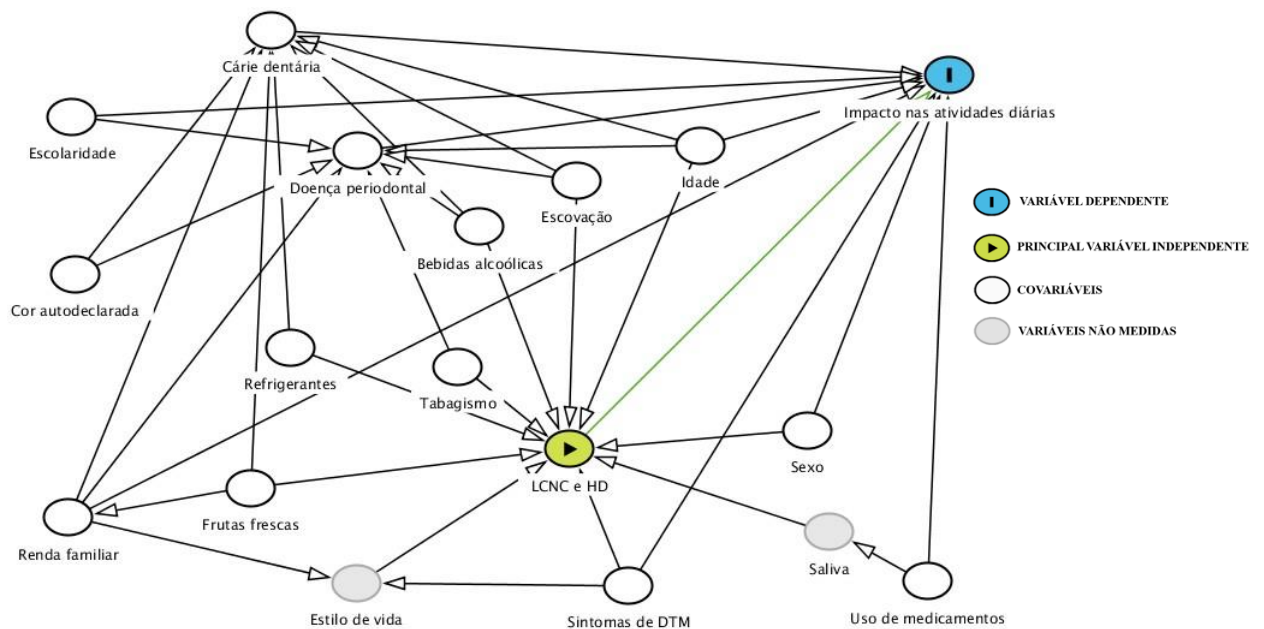 Cárie dentária
Impacto nas atividades diárias
Escolaridade
Doença periodontal
Idade
Escovação
VARIÁVEL DEPENDENTE
PRINCIPAL VARIÁVEL INDEPENDENTE
COVARIÁVEIS
VARIÁVEIS NÃO MEDIDAS
Bebidas alcoólicas
Cor autodeclarada
Refrigerantes
Tabagismo
Sexo
LCNC e HD
Frutas frescas
Renda familiar
Saliva
Estilo de vida
Sintomas de DTM
Uso de medicamentos